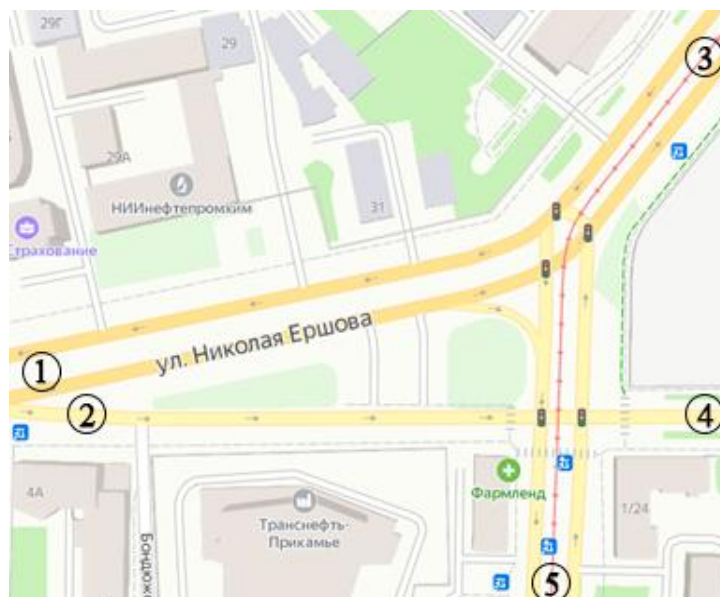 29Г
29
3
29А
НИИнефтепромхим
31
Страхование
ул. Николая Ершова
1
2
4
4А
Фармленд
Транснефть-
Прикамье
1/24
Бондюжс
5